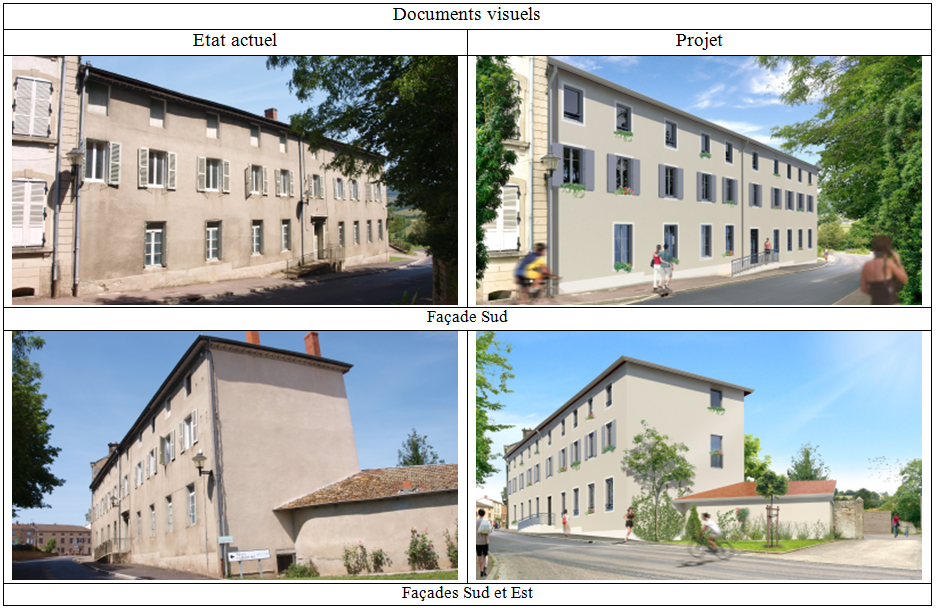 Documents visuels
Etat actuel
Projet
Façade Sud
Façades Sud et Est